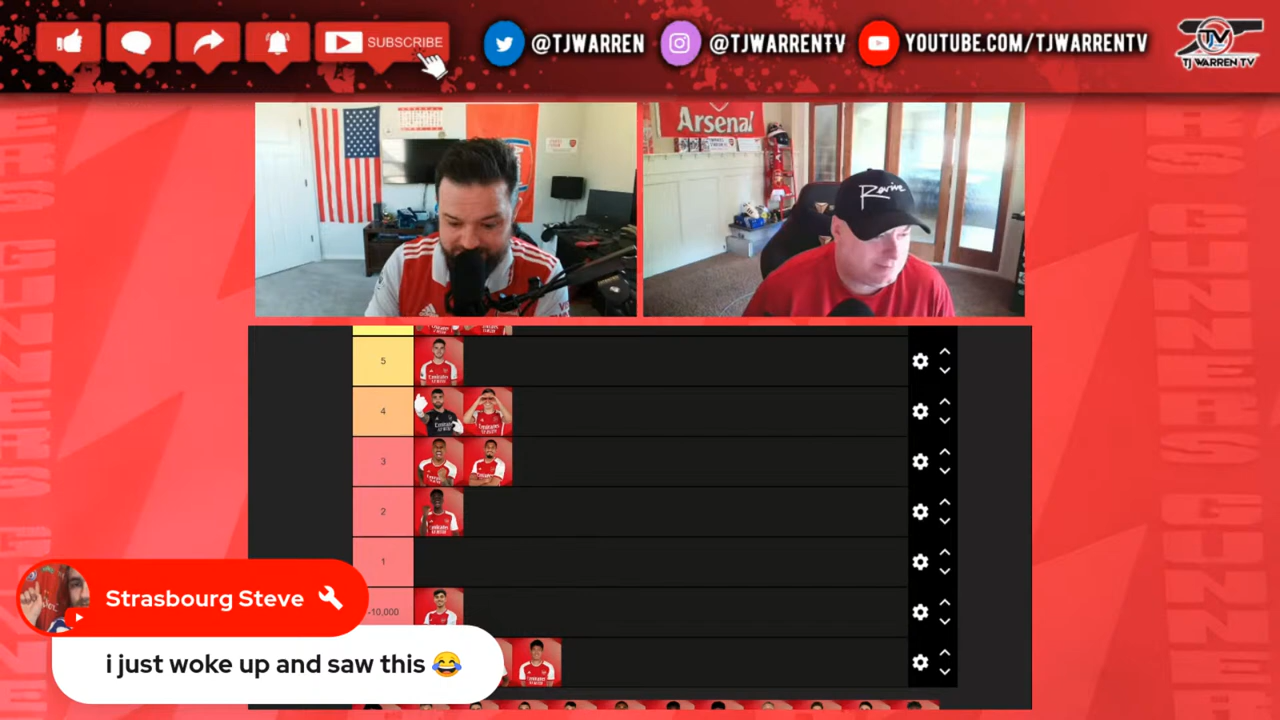 SUBSCRIBE
@TJWARREN
@TJWARRENTV
YOUTUBE.COM/TJWARRENTV
TJ WARREN TV
Arsenal
Revive
5
4
3
2
1
-10,000
Strasbourg Steve
i just woke up and saw this 😂